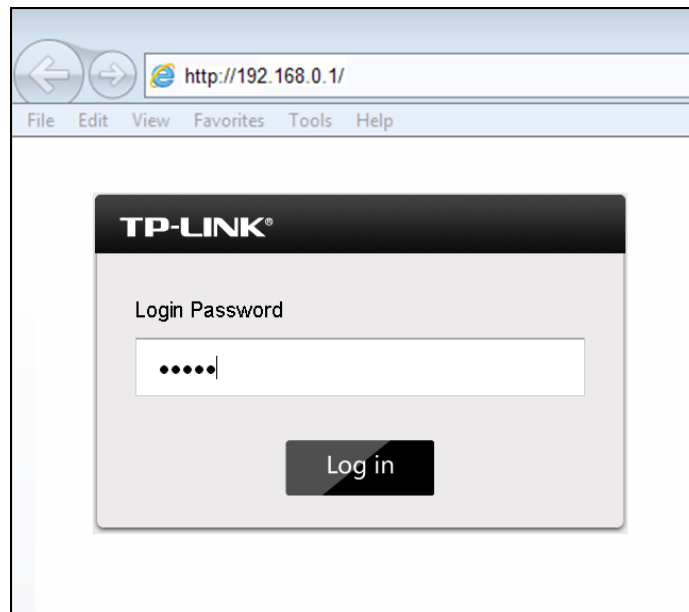 http://192.168.0.1/
File Edit View Favorites Tools Help
TP-LINK®
Login Password
•••••
Log in